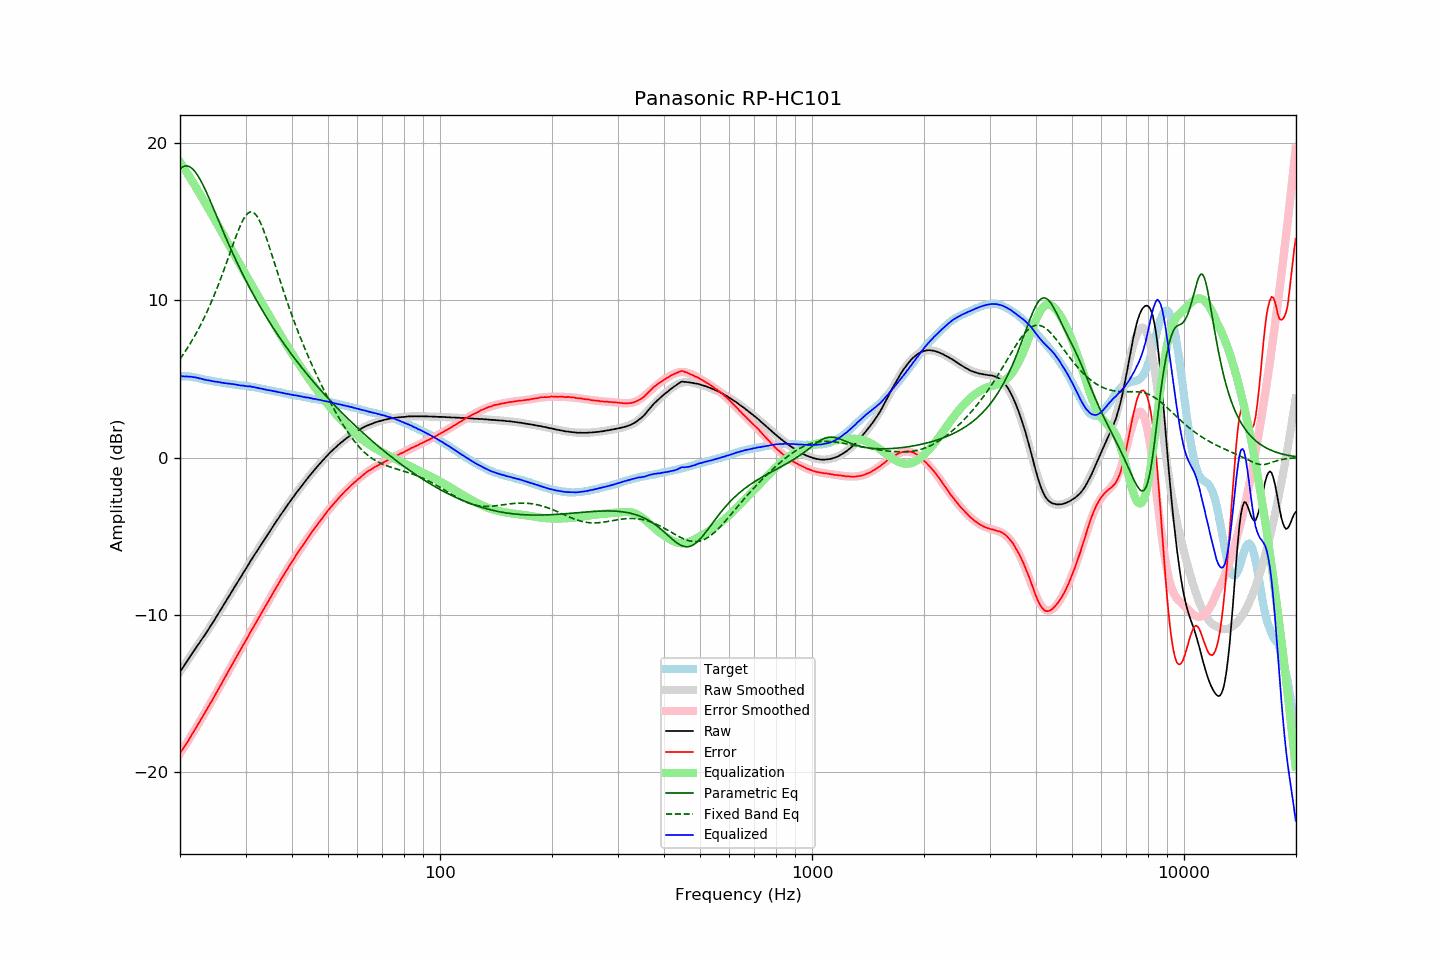 Panasonic RP-HC101
Amplitude (dBr)
20
10
0
−10
−20
Target
Raw Smoothed
Error Smoothed
Raw
Error
Equalization
Parametric Eq
Fixed Band Eq
Equalized
100
1000
10000
Frequency (Hz)